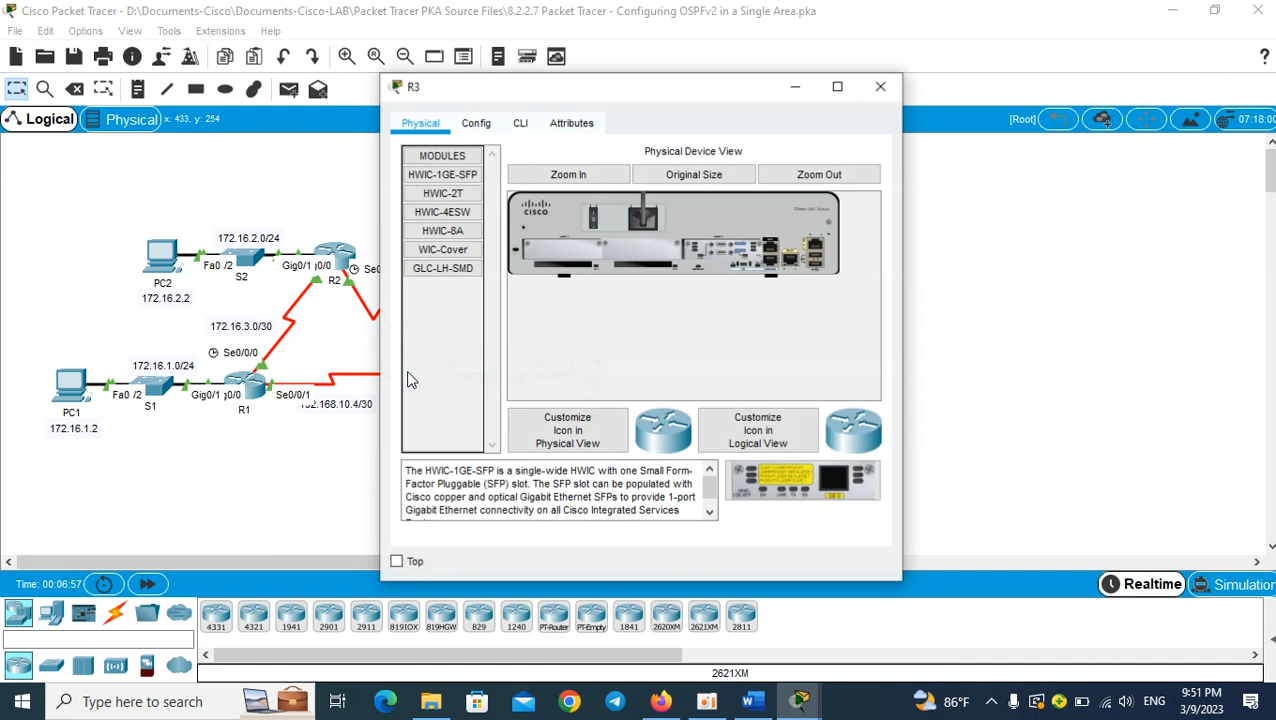 Cisco Packet Tracer - D:\Documents-Cisco\Documents-Cisco-LAB\Packet Tracer PKA Source Files\8.2.2.7 Packet Tracer - Configuring OSPFv2 in a Single Area.pka
File Edit Options View Tools Extensions Help
?
Logical Physical x: 433, y: 254 [Root] 07:18:00
R3
Physical Config CLI Attributes
MODULES
HWIC-1GE-SFP
HWIC-2T
HWIC-4ESW
HWIC-8A
WIC-Cover
GLC-LH-SMD
Physical Device View
Zoom In Original Size Zoom Out
CISCO
Customize
Icon in
Physical View
Customize
Icon in
Logical View
The HWIC-1GE-SFP is a single-wide HWIC with one Small Form-
Factor Pluggable (SFP) slot. The SFP slot can be populated with
Cisco copper and optical Gigabit Ethernet SFPs to provide 1-port
Gigabit Ethernet connectivity on all Cisco Integrated Services
Top
172.16.2.0/24
Fa0 /2 Gig0/1 g0/0 Se0/
PC2 S2 R2
172.16.2.2
172.16.3.0/30
Se0/0/0
172.16.1.0/24
Fa0 /2 Gig0/1 g0/0 Se0/0/1
PC1 S1 R1
172.16.1.2
192.168.10.4/30
Time: 00:06:57 Realtime Simulation
4331 4321 1941 2901 2911 819IOX 819HGW 829 1240 PT-Router PT-Empty 1841 2620XM 2621XM 2811
2621XM
Type here to search
86°F
ENG
9:51 PM
3/9/2023